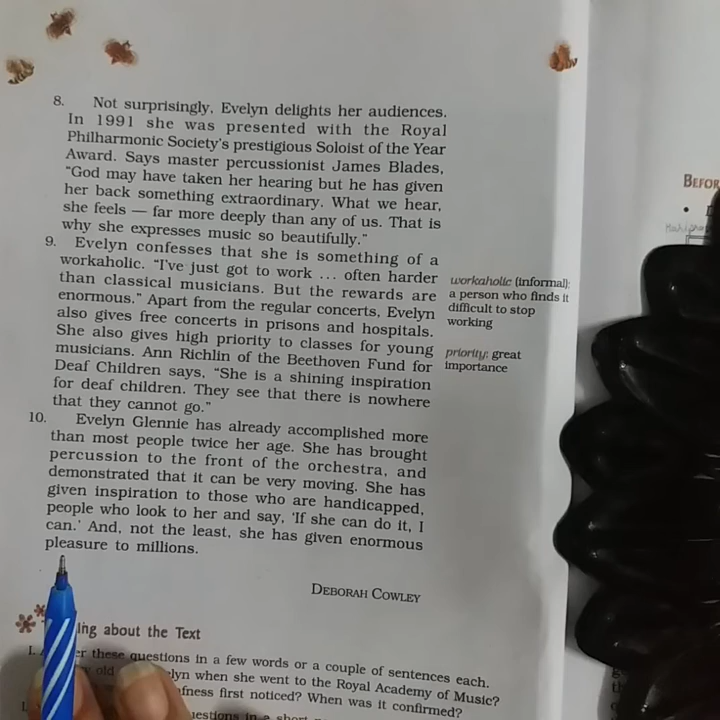 8. Not surprisingly, Evelyn delights her audiences.
In 1991 she was presented with the Royal
Philharmonic Society's prestigious Soloist of the Year
Award. Says master percussionist James Blades,
“God may have taken her hearing but he has given
her back something extraordinary. What we hear,
she feels — far more deeply than any of us. That is
why she expresses music so beautifully.”
9. Evelyn confesses that she is something of a
workaholic. “I've just got to work ... often harder
than classical musicians. But the rewards are
enormous.” Apart from the regular concerts, Evelyn
also gives free concerts in prisons and hospitals.
She also gives high priority to classes for young
musicians. Ann Richlin of the Beethoven Fund for
Deaf Children says, “She is a shining inspiration
for deaf children. They see that there is nowhere
that they cannot go.”
workaholic (informal):
a person who finds it
difficult to stop
working
priority: great
importance
10. Evelyn Glennie has already accomplished more
than most people twice her age. She has brought
percussion to the front of the orchestra, and
demonstrated that it can be very moving. She has
given inspiration to those who are handicapped,
people who look to her and say, ‘If she can do it, I
can.’ And, not the least, she has given enormous
pleasure to millions.
DEBORAH COWLEY
about the Text
these questions in a few words or a couple of sentences each.
old when she went to the Royal Academy of Music?
first noticed? When was it confirmed?
in a
BEFOR